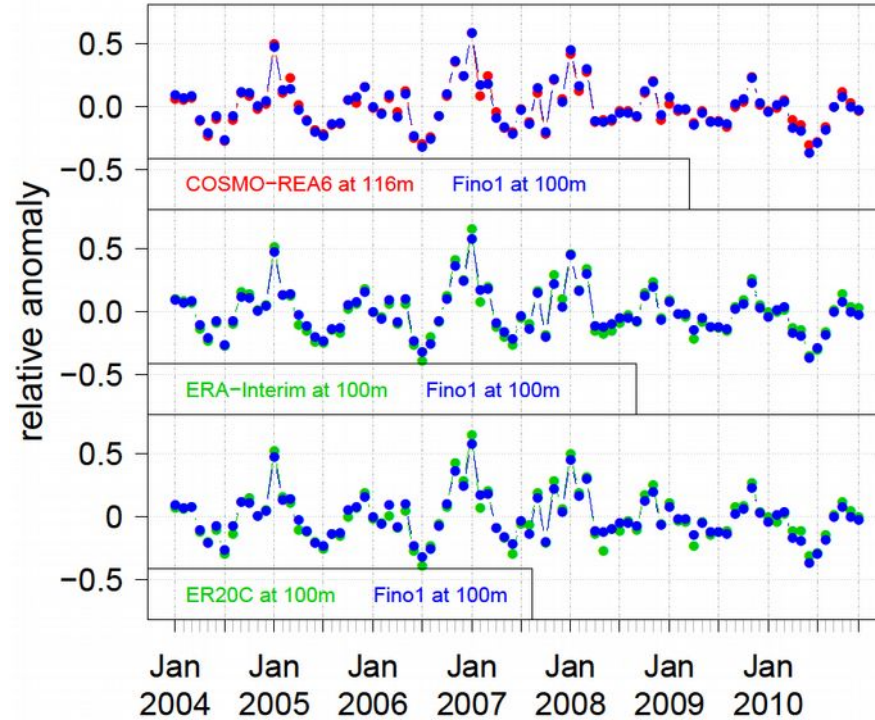 relative anomaly
0.5
0.0
−0.5
COSMO−REA6 at 116m Fino1 at 100m
0.5
0.0
−0.5
ERA−Interim at 100m Fino1 at 100m
0.5
0
−0.5
ER20C at 100m Fino1 at 100m
Jan Jan Jan Jan Jan Jan Jan
2004 2005 2006 2007 2008 2009 2010